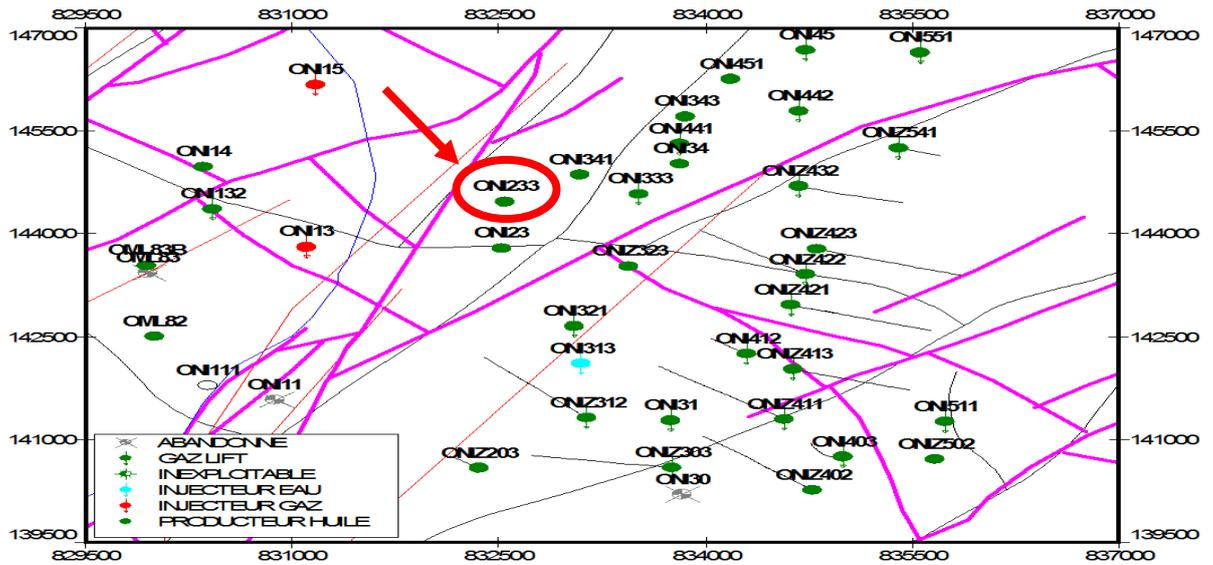 829500 831000 832500 834000 835500 837000
147000 ONI45 ONI551 147000
ONI15 ONI451
ONI343 ONI442
145500 ONI441 ONIZ541 145500
ONI14 ONI341 ONI34
ONI132 ONI233 ONI333 ONIZ432
144000 ONI13 ONI23 ONIZ423 144000
OML83B ONIZ323
OML83 ONIZ422
ONIZ421
OML82 ONI321
142500 ONI313 ONI412 142500
ONIZ413
ONI111 ONI11
ONIZ312 ONI31 ONIZ411 ONI511
141000 141000
ABANDONNE
GAZ LIFT ONIZ203 ONIZ303 ONI403 ONIZ502
INEXPLOITABLE ONI30 ONIZ402
INJECTEUR EAU
INJECTEUR GAZ
PRODUCTEUR HUILE
139500 139500
829500 831000 832500 834000 835500 837000